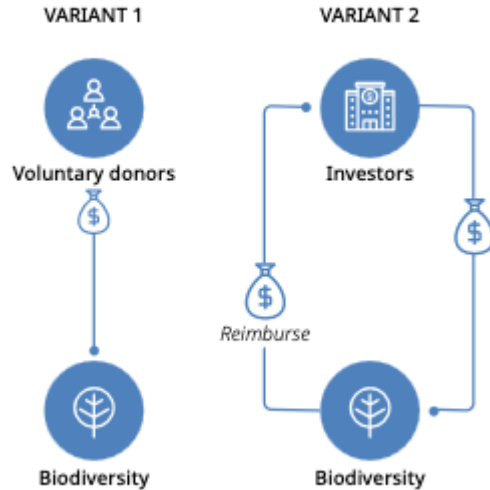 VARIANT 1
VARIANT 2
$
Voluntary donors
Investors
$
$
$
Reimburse
Biodiversity
Biodiversity